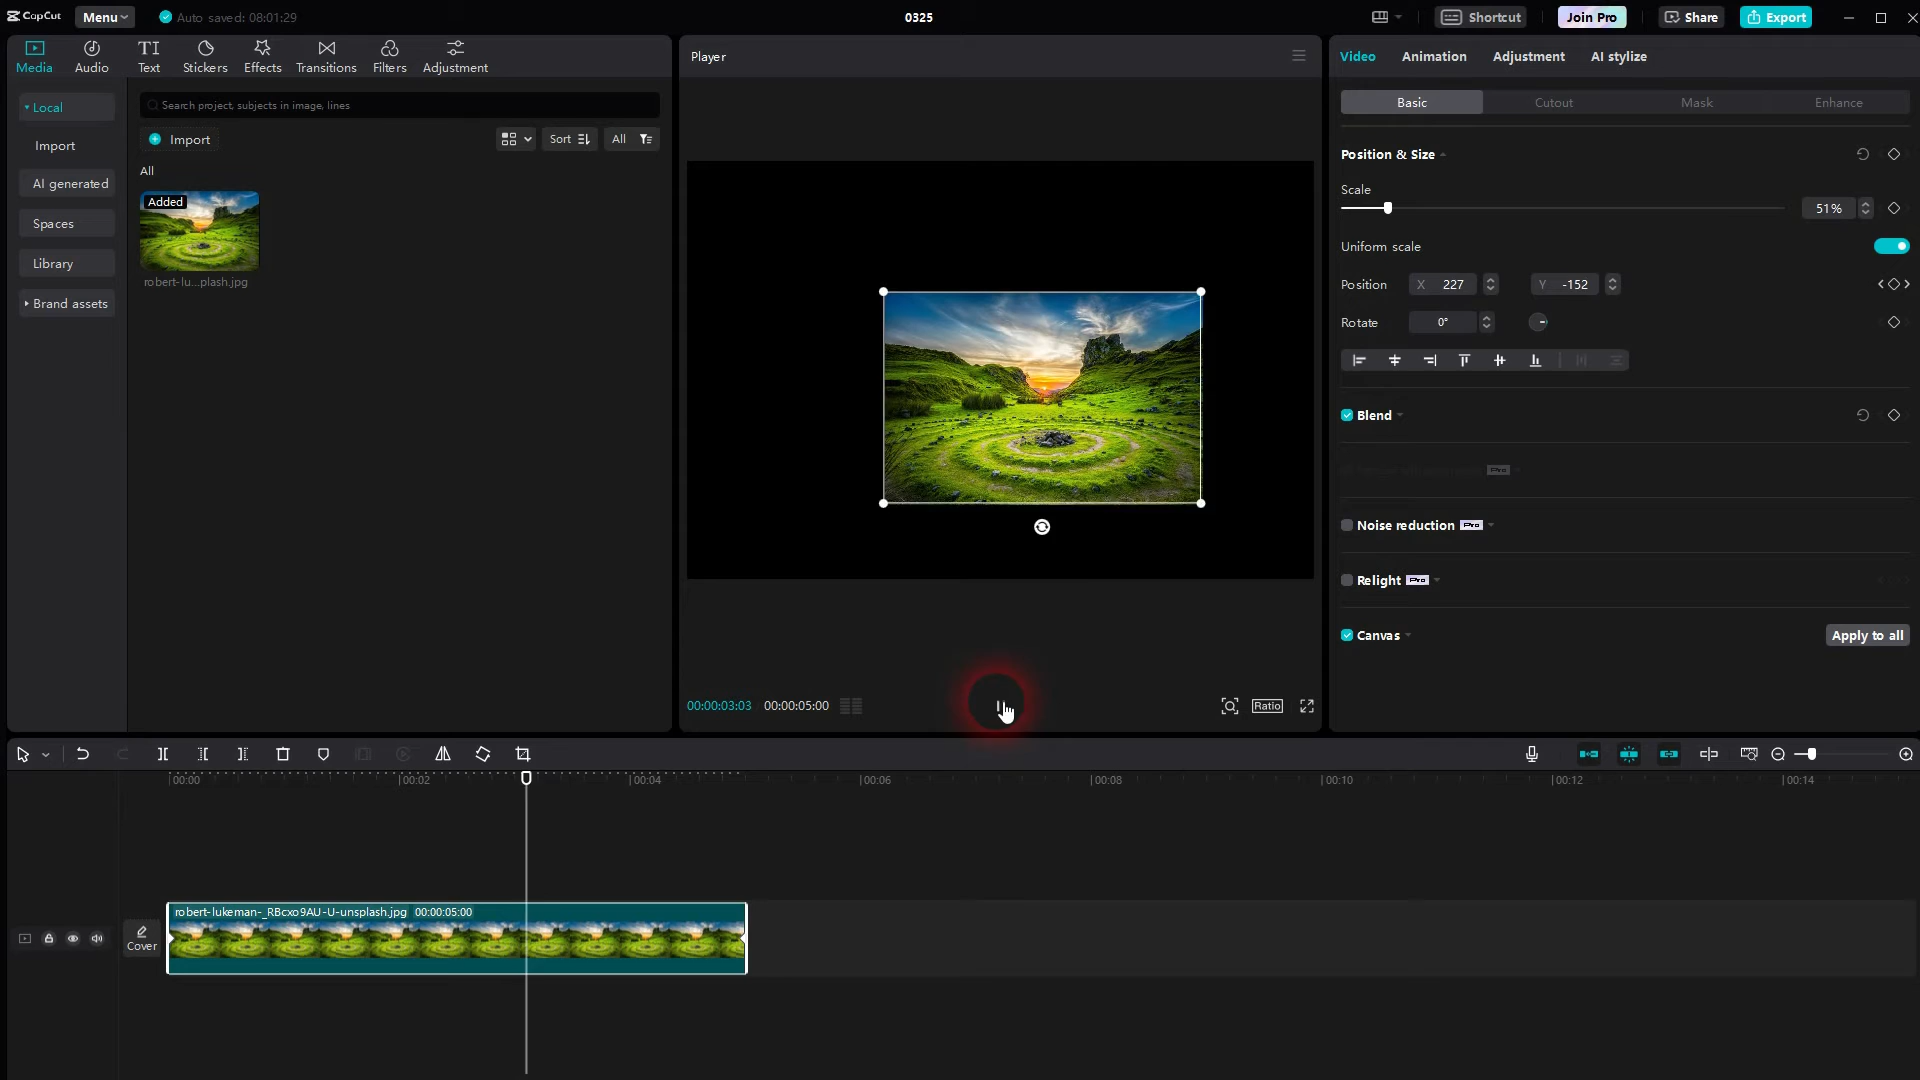 CapCut
Menu
Auto saved: 08:01:29
0325
Shortcut
Join Pro
Share
Export
Media
Audio
TI
Text
Stickers
Effects
Transitions
Filters
Adjustment
Local
Import
AI generated
Spaces
Library
Brand assets
Search project, subjects in image, lines
Import
Sort
All
All
Added
robert-lu...plash.jpg
Player
00:00:03:03
00:00:05:00
Ratio
Video
Animation
Adjustment
AI stylize
Basic
Cutout
Mask
Enhance
Position & Size
Scale
51%
Uniform scale
Position
X 227
Y -152
Rotate
0°
Blend
Pro
Noise reduction Pro
Relight Pro
Canvas
Apply to all
00:00
00:02
00:04
00:06
00:08
00:10
00:12
00:14
Cover
robert-lukeman-_RBcxo9AU-U-unsplash.jpg 00:00:05:00